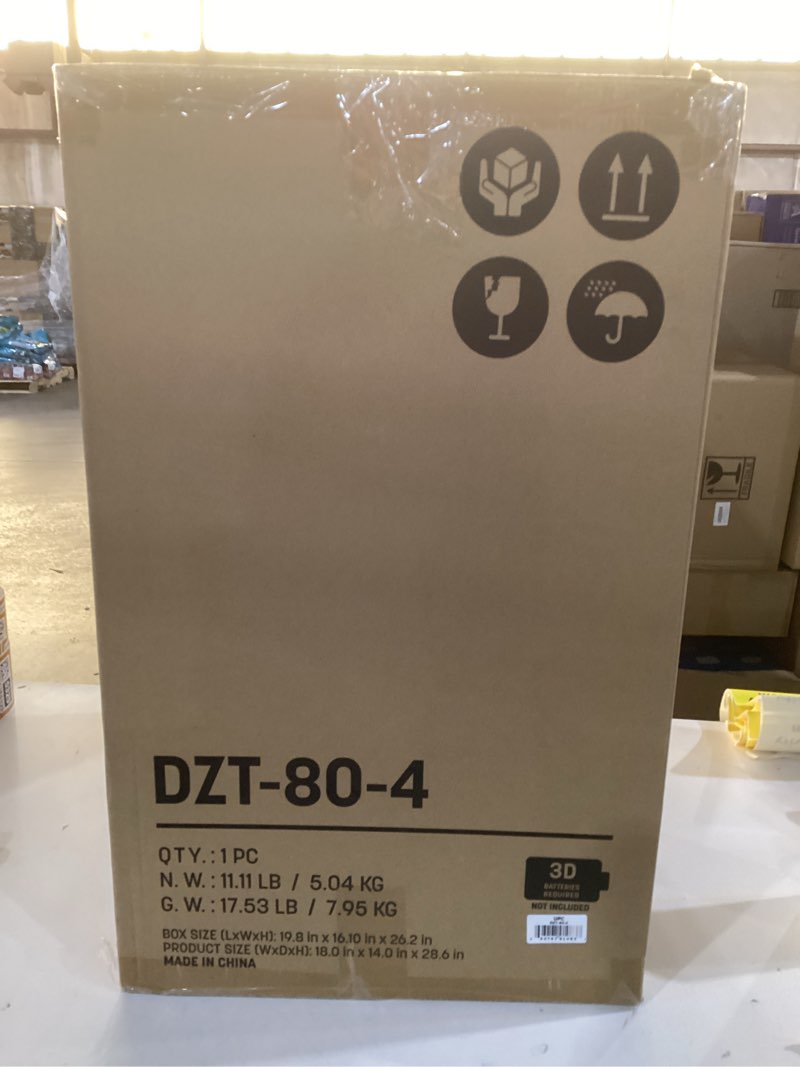 DZT-80-4
QTY.: 1 PC
N. W. : 11.11 LB / 5.04 KG
G. W. : 17.53 LB / 7.95 KG
BOX SIZE (LxWxH): 19.8 in x 16.10 in x 26.2 in
PRODUCT SIZE (WxDxH): 18.0 in x 14.0 in x 28.6 in
MADE IN CHINA
3D
BATTERIES
REQUIRED
NOT INCLUDED
UPC
FRAGILE